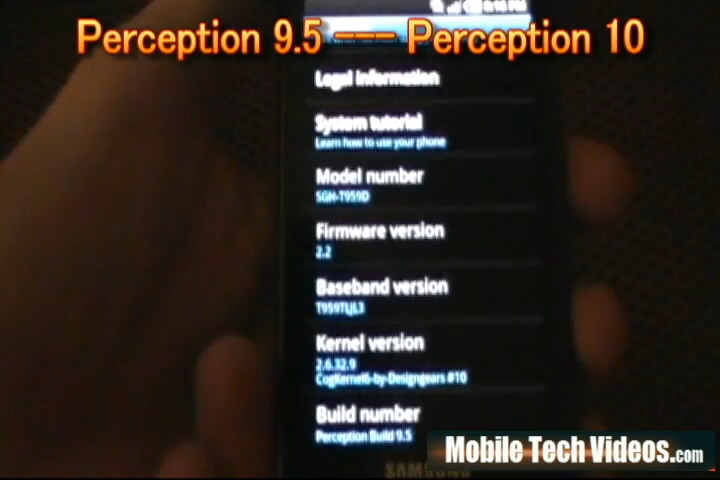 Perception 9.5 --- Perception 10
Legal information
System tutorial
Learn how to use your phone
Model number
SGH-T959D
Firmware version
2.2
Baseband version
T959TLJL3
Kernel version
2.6.32.9
CogKernel6-by-Designgears #10
Build number
Perception Build 9.5
Mobile Tech Videos.com
SAMSUNG